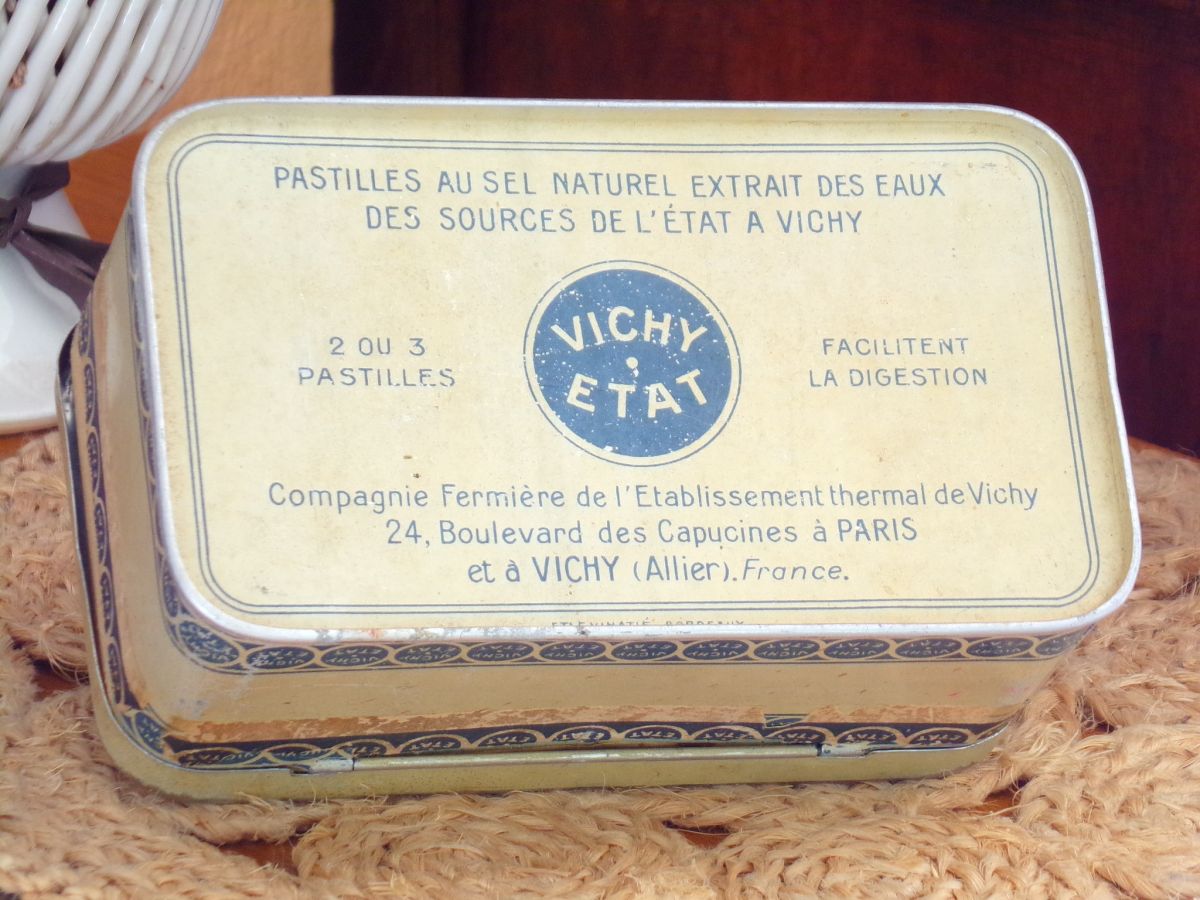 PASTILLES AU SEL NATUREL EXTRAIT DES EAUX
DES SOURCES DE L'ÉTAT A VICHY
2 OU 3
PASTILLES
VICHY
ETAT
FACILITENT
LA DIGESTION
Compagnie Fermière de l'Etablissement thermal de Vichy
24, Boulevard des Capucines à PARIS
et à VICHY (Allier). France.